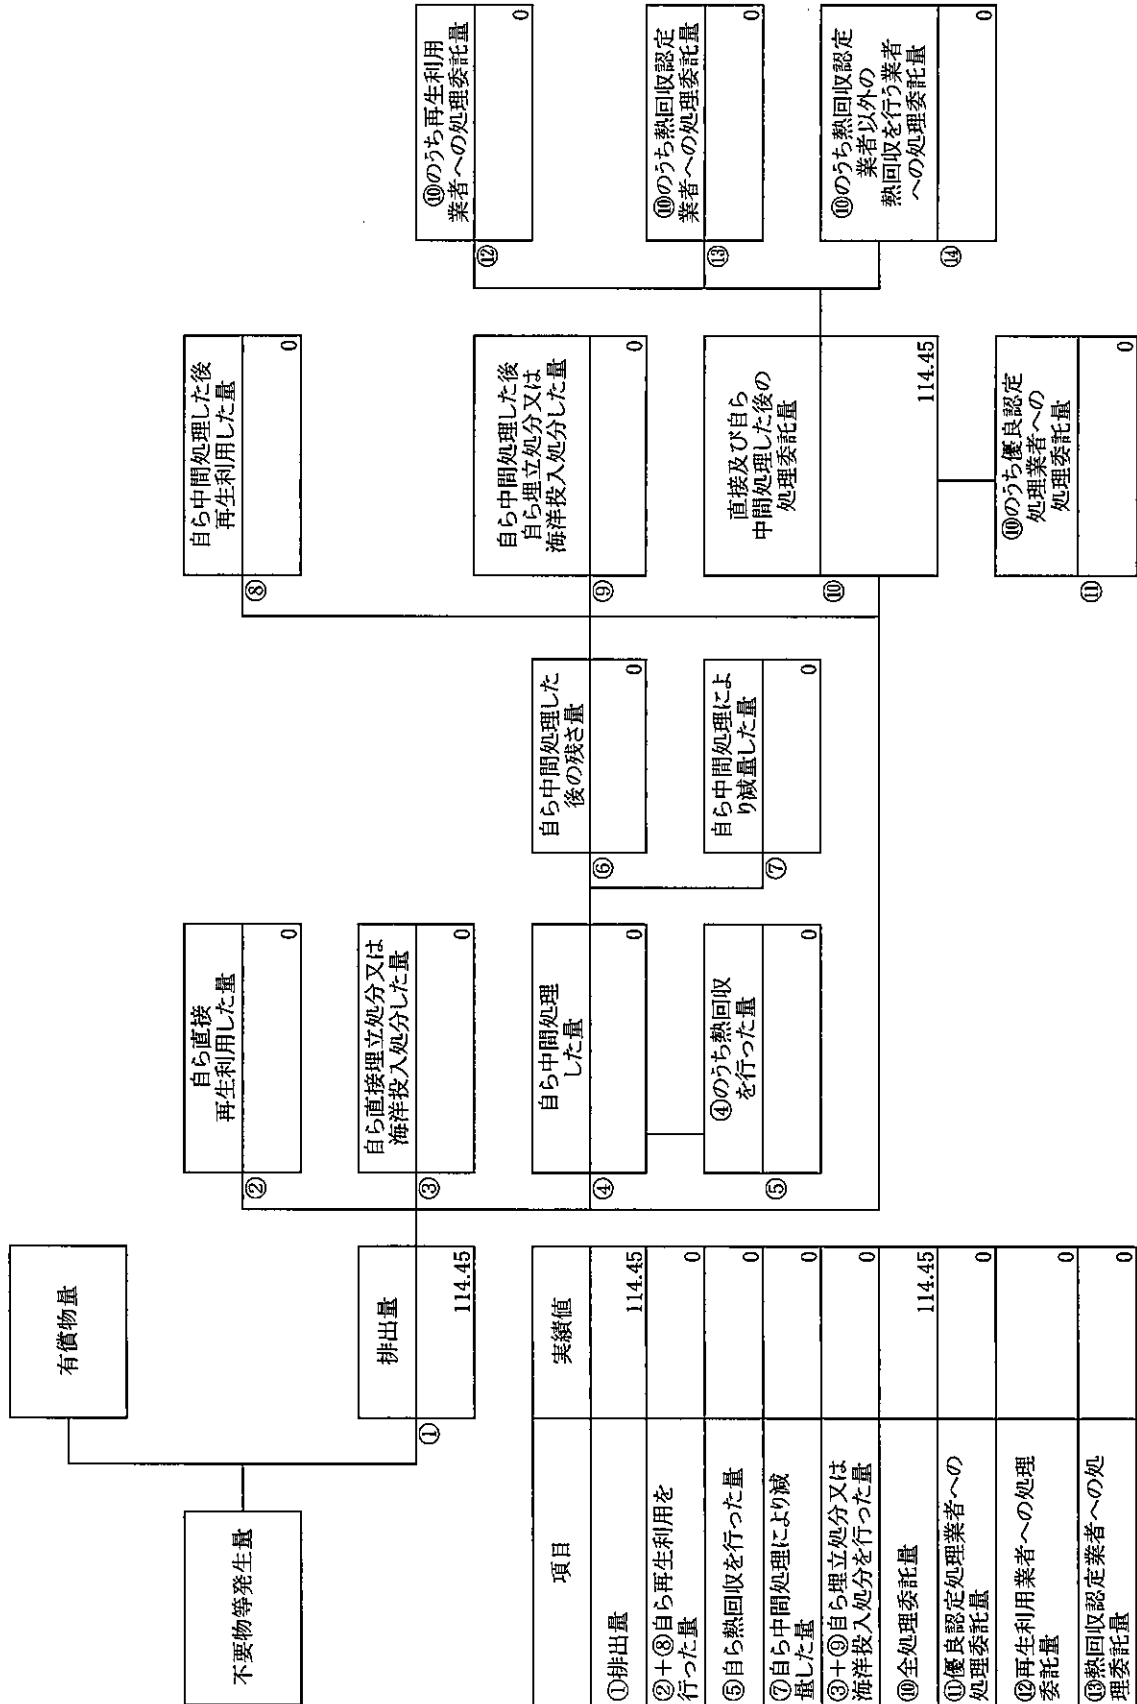 不要物等発生量
有償物量
排出量
①
114.45
自ら直接
再生利用した量
②
0
自ら直接埋立処分又は
海洋投入処分した量
③
0
自ら中間処理
した量
④
0
④のうち熱回収
を行った量
⑤
0
自ら中間処理した
後の残さ量
⑥
0
自ら中間処理によ
り減量した量
⑦
0
自ら中間処理した後
再生利用した量
⑧
0
自ら中間処理した後
自ら埋立処分又は
海洋投入処分した量
⑨
0
直接及び自ら
中間処理した後の
処理委託量
⑩
114.45
⑩のうち優良認定
処理業者への
処理委託量
⑪
0
⑩のうち再生利用
業者への処理委託量
⑫
0
⑩のうち熱回収認定
業者への処理委託量
⑬
0
⑩のうち熱回収認定
業者以外の
熱回収を行う業者
への処理委託量
⑭
0
項目
実績値
①排出量
114.45
②+⑧自ら再生利用を
行った量
0
⑤自ら熱回収を行った量
0
⑦自ら中間処理により減
量した量
0
③+⑨自ら埋立処分又は
海洋投入処分を行った量
0
⑩全処理委託量
114.45
⑪優良認定処理業者への
処理委託量
0
⑫再生利用業者への処理
委託量
0
⑬熱回収認定業者への処
理委託量
0